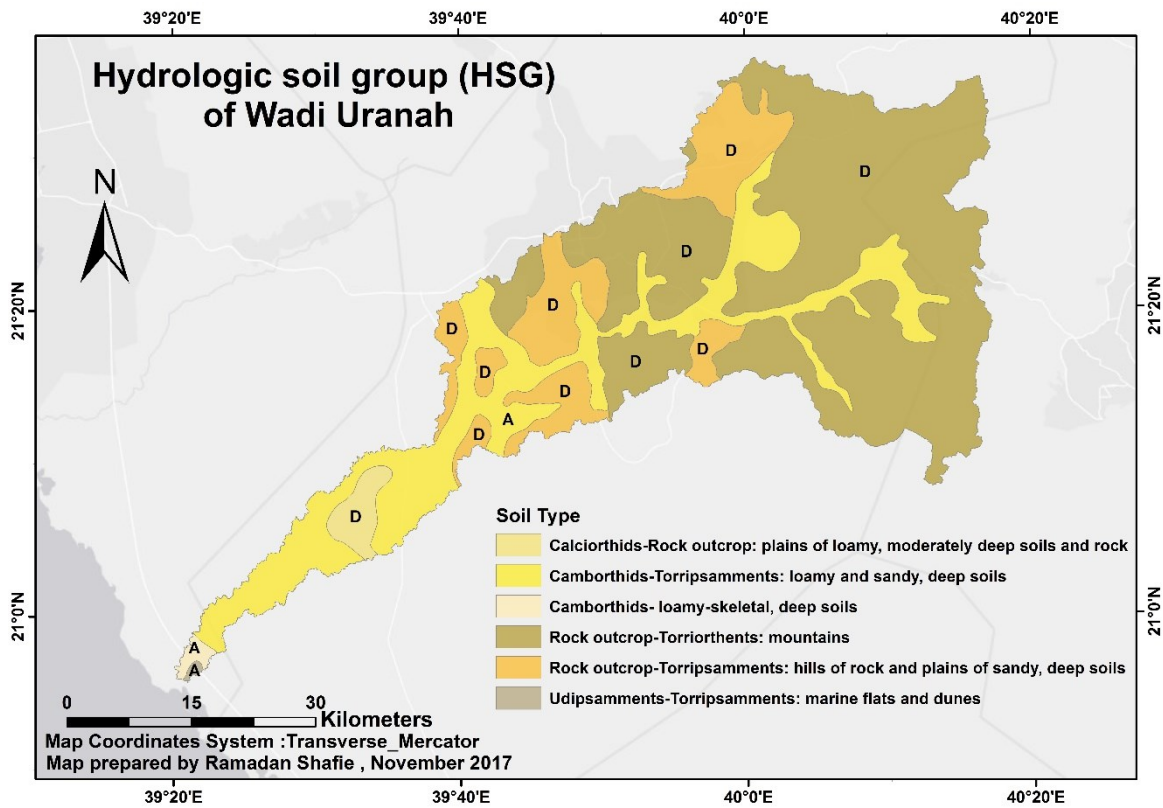 39°20'E 39°40'E 40°0'E 40°20'E
Hydrologic soil group (HSG)
of Wadi Uranah
N
D
D
D
21°20'N
21°20'N
D
D
D
D
D
D
A
D
D
Soil Type
Calciorthids-Rock outcrop: plains of loamy, moderately deep soils and rock
Camborthids-Torripsamments: loamy and sandy, deep soils
Camborthids- loamy-skeletal, deep soils
Rock outcrop-Torriorthents: mountains
Rock outcrop-Torripsamments: hills of rock and plains of sandy, deep soils
Udipsamments-Torripsamments: marine flats and dunes
21°0'N
21°0'N
A
A
0 15 30
Kilometers
Map Coordinates System :Transverse_Mercator
Map prepared by Ramadan Shafie , November 2017
39°20'E 39°40'E 40°0'E 40°20'E